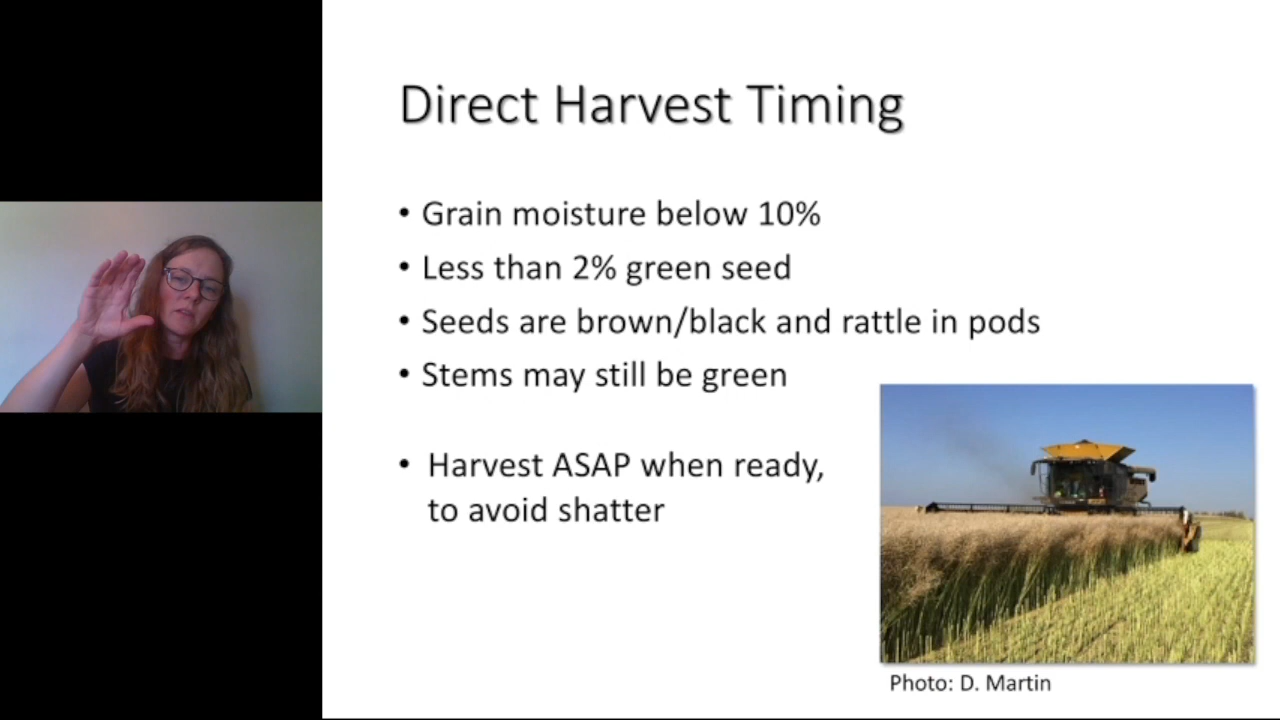 Direct Harvest Timing
• Grain moisture below 10%
• Less than 2% green seed
• Seeds are brown/black and rattle in pods
• Stems may still be green
• Harvest ASAP when ready,
to avoid shatter
Photo: D. Martin